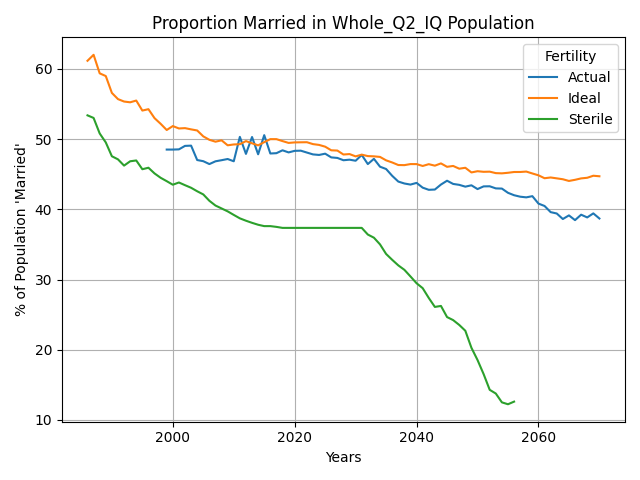 Proportion Married in Whole_Q2_IQ Population
Fertility
Actual
Ideal
Sterile
% of Population 'Married'
60
50
40
30
20
10
2000
2020
2040
2060
Years